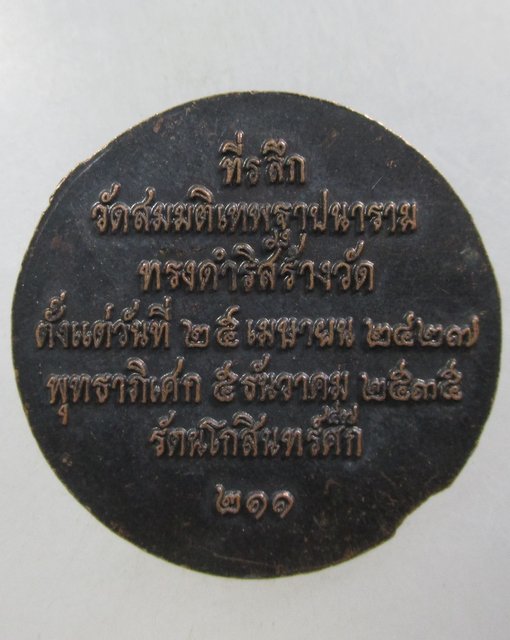 ที่รลึก
วัดสมมติเทพฐาปนาราม
ทรงดำริสร้างวัด
ตั้งแต่วันที่ ๒๕ เมษายน ๒๔๒๗
พุทธาภิเศก ๕ ธันวาคม ๒๕๓๕
รัตนโกสินทร์ศก
๒๑๑